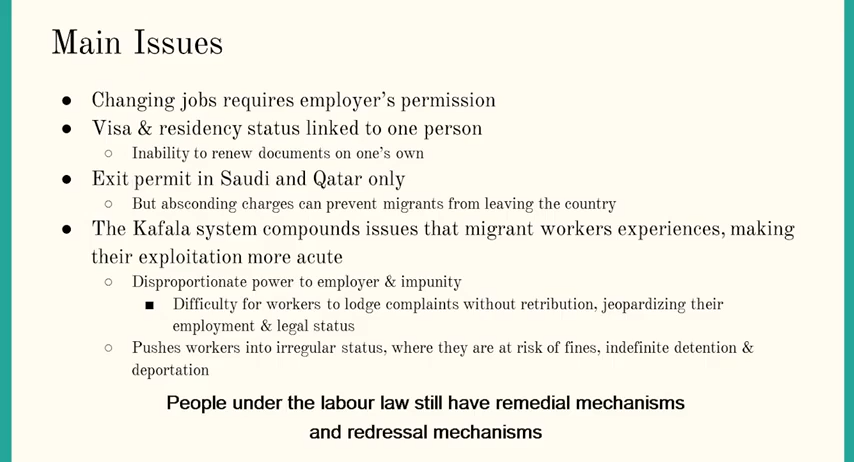 Main Issues
● Changing jobs requires employer's permission
● Visa & residency status linked to one person
○ Inability to renew documents on one's own
● Exit permit in Saudi and Qatar only
○ But absconding charges can prevent migrants from leaving the country
● The Kafala system compounds issues that migrant workers experiences, making
their exploitation more acute
○ Disproportionate power to employer & impunity
■ Difficulty for workers to lodge complaints without retribution, jeopardizing their
employment & legal status
○ Pushes workers into irregular status, where they are at risk of fines, indefinite detention &
deportation
People under the labour law still have remedial mechanisms
and redressal mechanisms